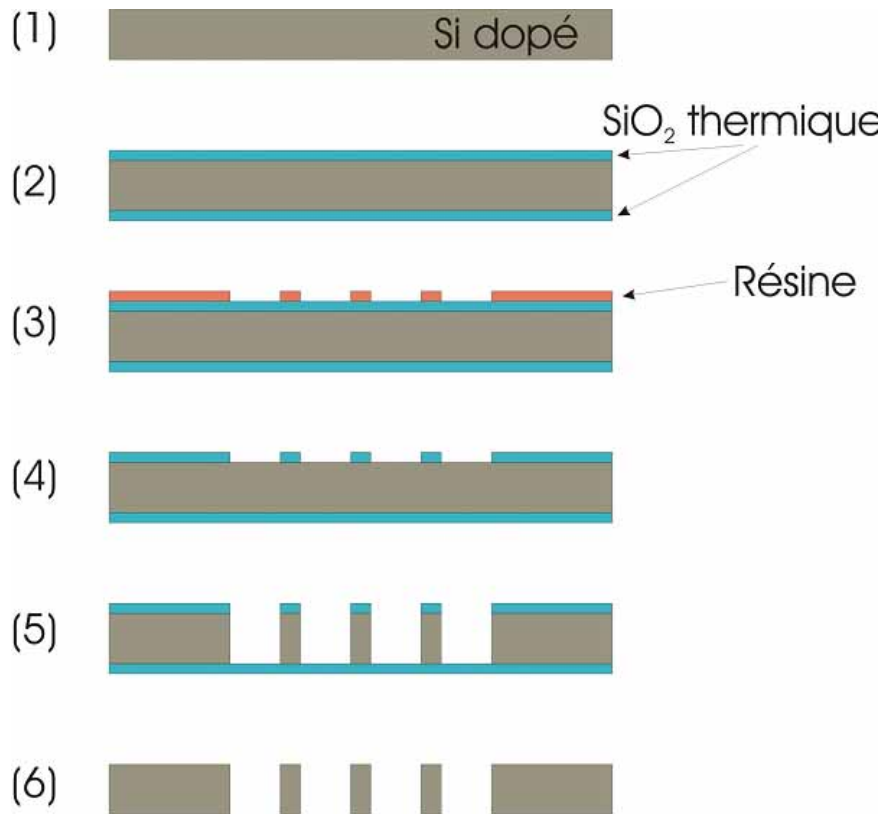 (1)
Si dopé
SiO₂ thermique
(2)
Résine
(3)
(4)
(5)
(6)